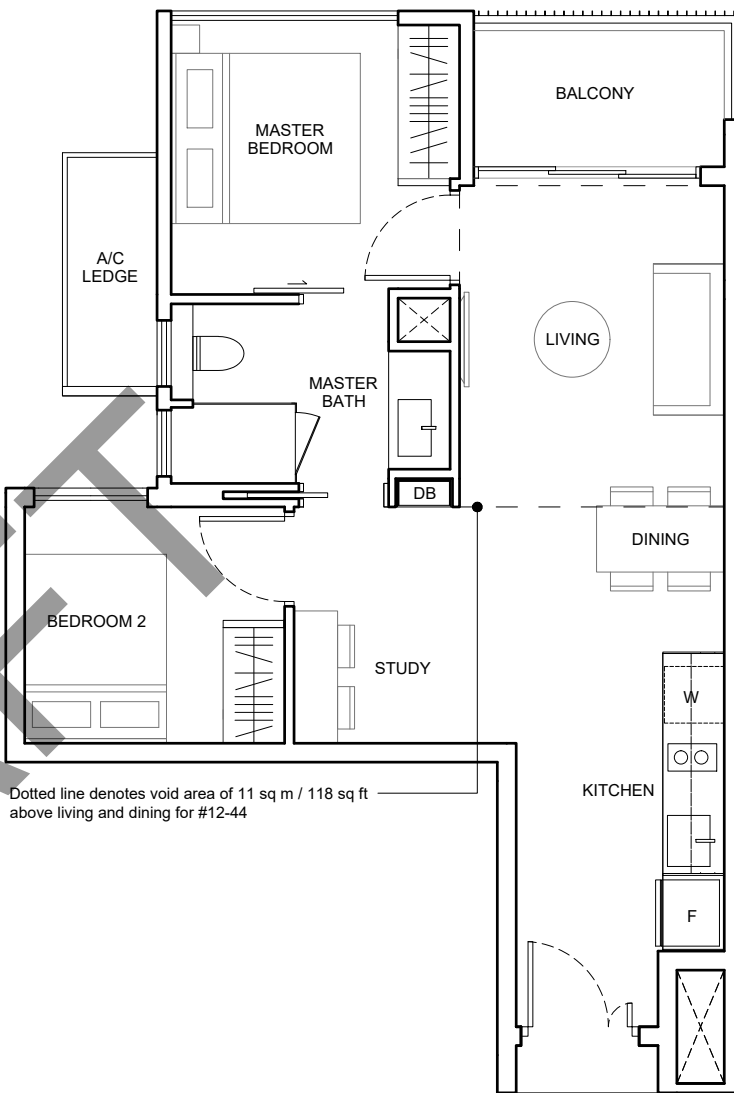 BALCONY
MASTER
BEDROOM
A/C
LEDGE
LIVING
MASTER
BATH
DB
DINING
BEDROOM 2
STUDY
W
Dotted line denotes void area of 11 sq m / 118 sq ft
above living and dining for #12-44
KITCHEN
F